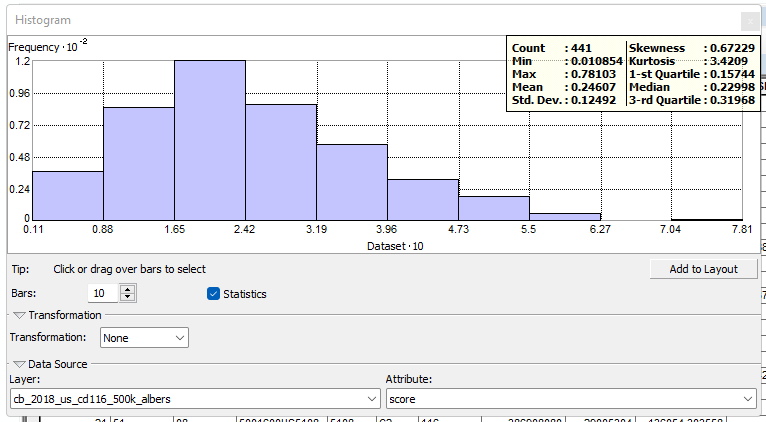 Histogram
x
Frequency · 10 -2
Count : 441 Skewness : 0.67229
Min : 0.010854 Kurtosis : 3.4209
Max : 0.78103 1-st Quartile : 0.15744
Mean : 0.24607 Median : 0.22998
Std. Dev. : 0.12492 3-rd Quartile : 0.31968
1.2
0.96
0.72
0.48
0.24
0
0.11 0.88 1.65 2.42 3.19 3.96 4.73 5.5 6.27 7.04 7.81
Dataset · 10
Tip: Click or drag over bars to select
Add to Layout
Bars: 10 Statistics
Transformation
Transformation: None
Data Source
Layer: Attribute:
cb_2018_us_cd116_500k_albers score